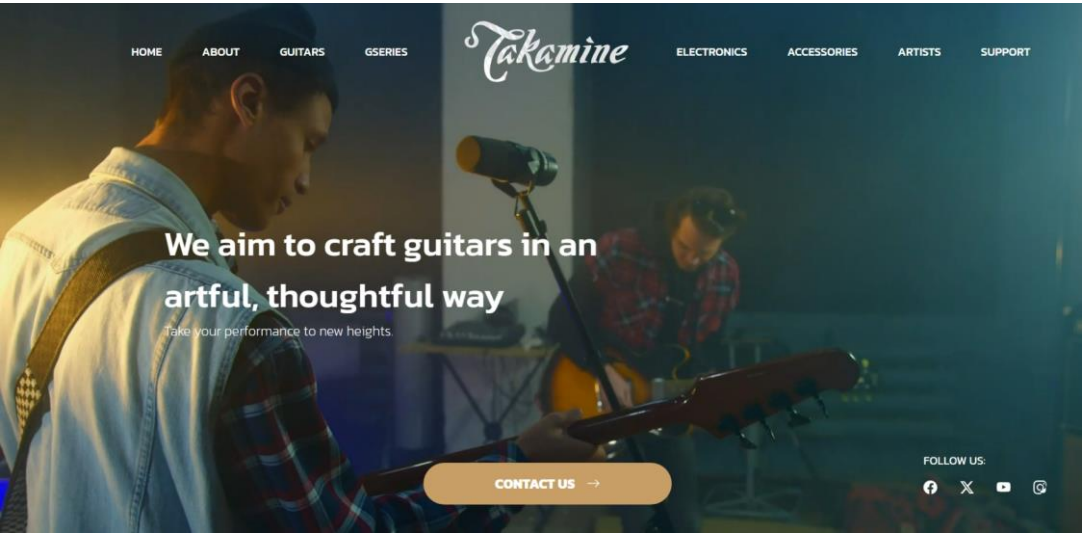 HOME
ABOUT
GUITARS
GSERIES
Takamine
ELECTRONICS
ACCESSORIES
ARTISTS
SUPPORT
We aim to craft guitars in an
artful, thoughtful way
Take your performance to new heights.
CONTACT US →
FOLLOW US: